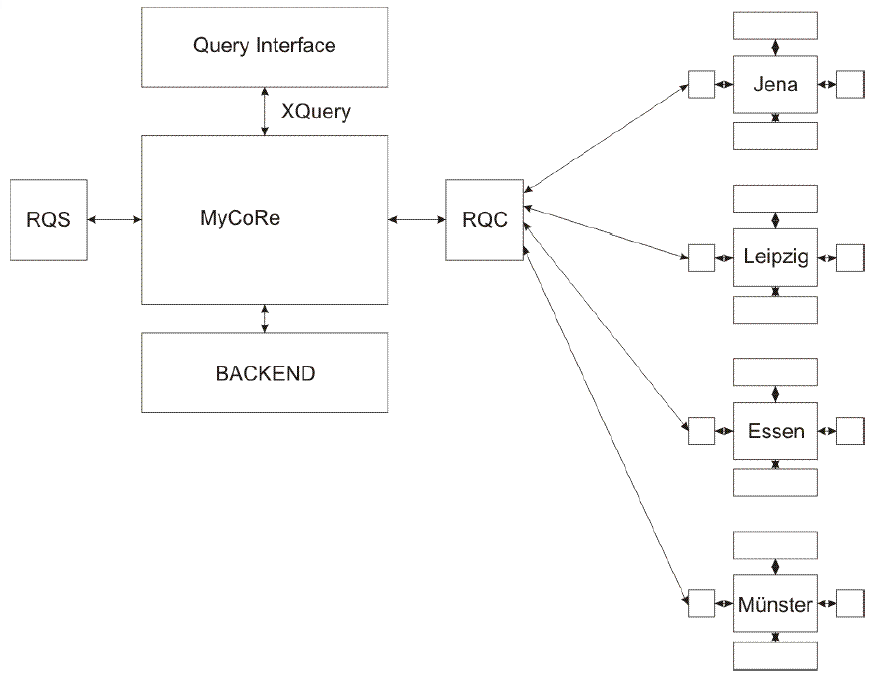 Query Interface
XQuery
RQS
MyCoRe
RQC
BACKEND
Jena
Leipzig
Essen
Münster